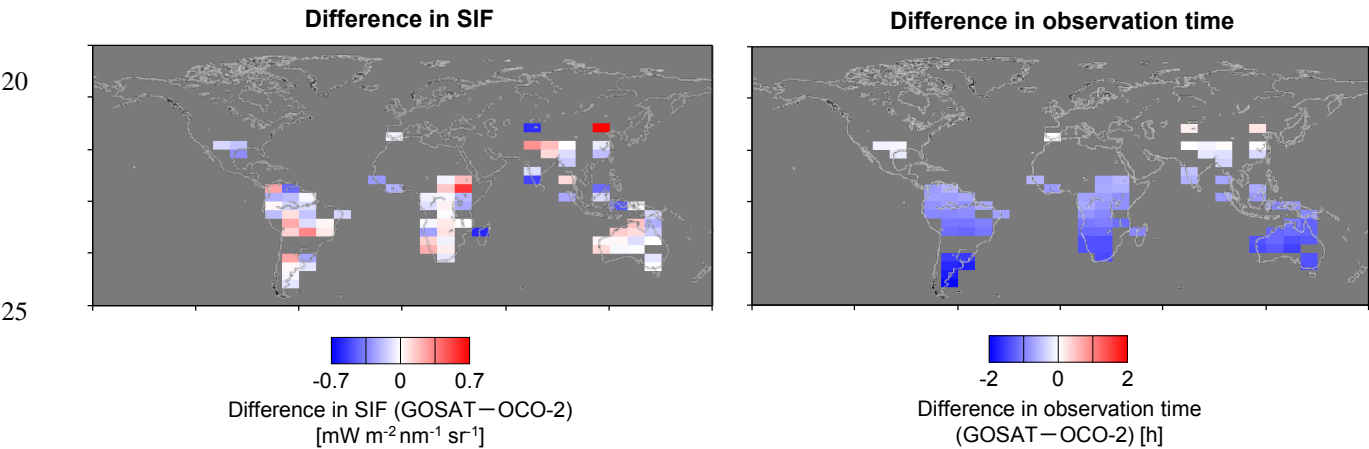 Difference in SIF
Difference in observation time
20
25
-0.7 0 0.7
Difference in SIF (GOSAT－OCO-2)
[mW m-2 nm-1 sr-1]
-2 0 2
Difference in observation time
(GOSAT－OCO-2) [h]